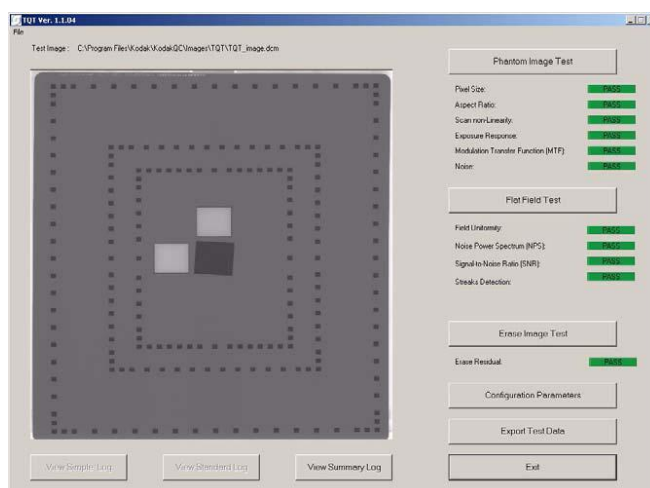 TQT Ver. 1.1.04
File
Test Image : C:\Program Files\Kodak\KodakQC\Images\TQT\TQT_image.dcm
Phantom Image Test
Pixel Size: PASS
Aspect Ratio: PASS
Scan non-Linearity: PASS
Exposure Response: PASS
Modulation Transfer Function (MTF): PASS
Noise: PASS
Flat Field Test
Field Uniformity: PASS
Noise Power Spectrum (NPS): PASS
Signal-to-Noise Ratio (SNR): PASS
Streaks Detection: PASS
Erase Image Test
Erase Residual: PASS
Configuration Parameters
Export Test Data
View Simple Log View Standard Log View Summary Log Exit